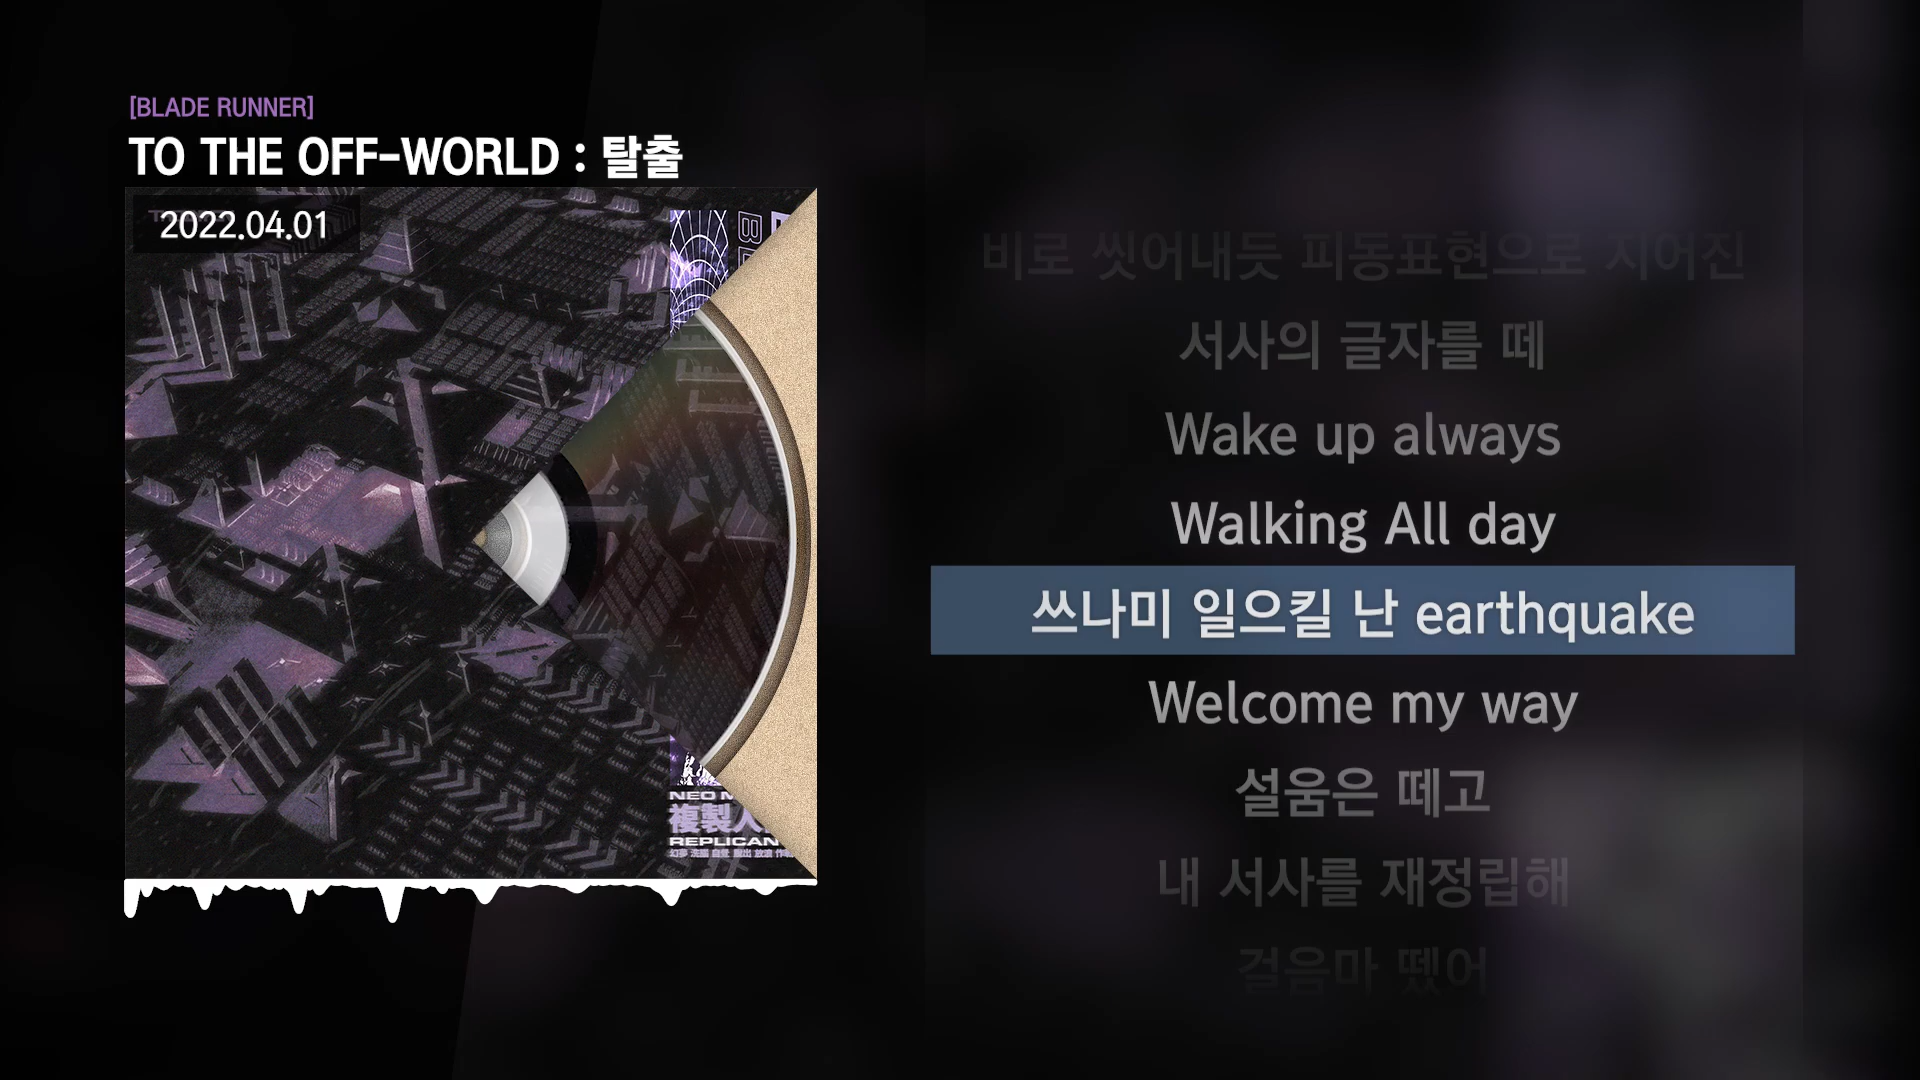 [BLADE RUNNER]
TO THE OFF-WORLD : 탈출
2022.04.01
NEO
複製人
REPLICAN
비로 씻어내듯 피동표현으로 지어진
서사의 글자를 떼
Wake up always
Walking All day
쓰나미 일으킬 난 earthquake
Welcome my way
설움은 떼고
내 서사를 재정립해
걸음마 뗐어